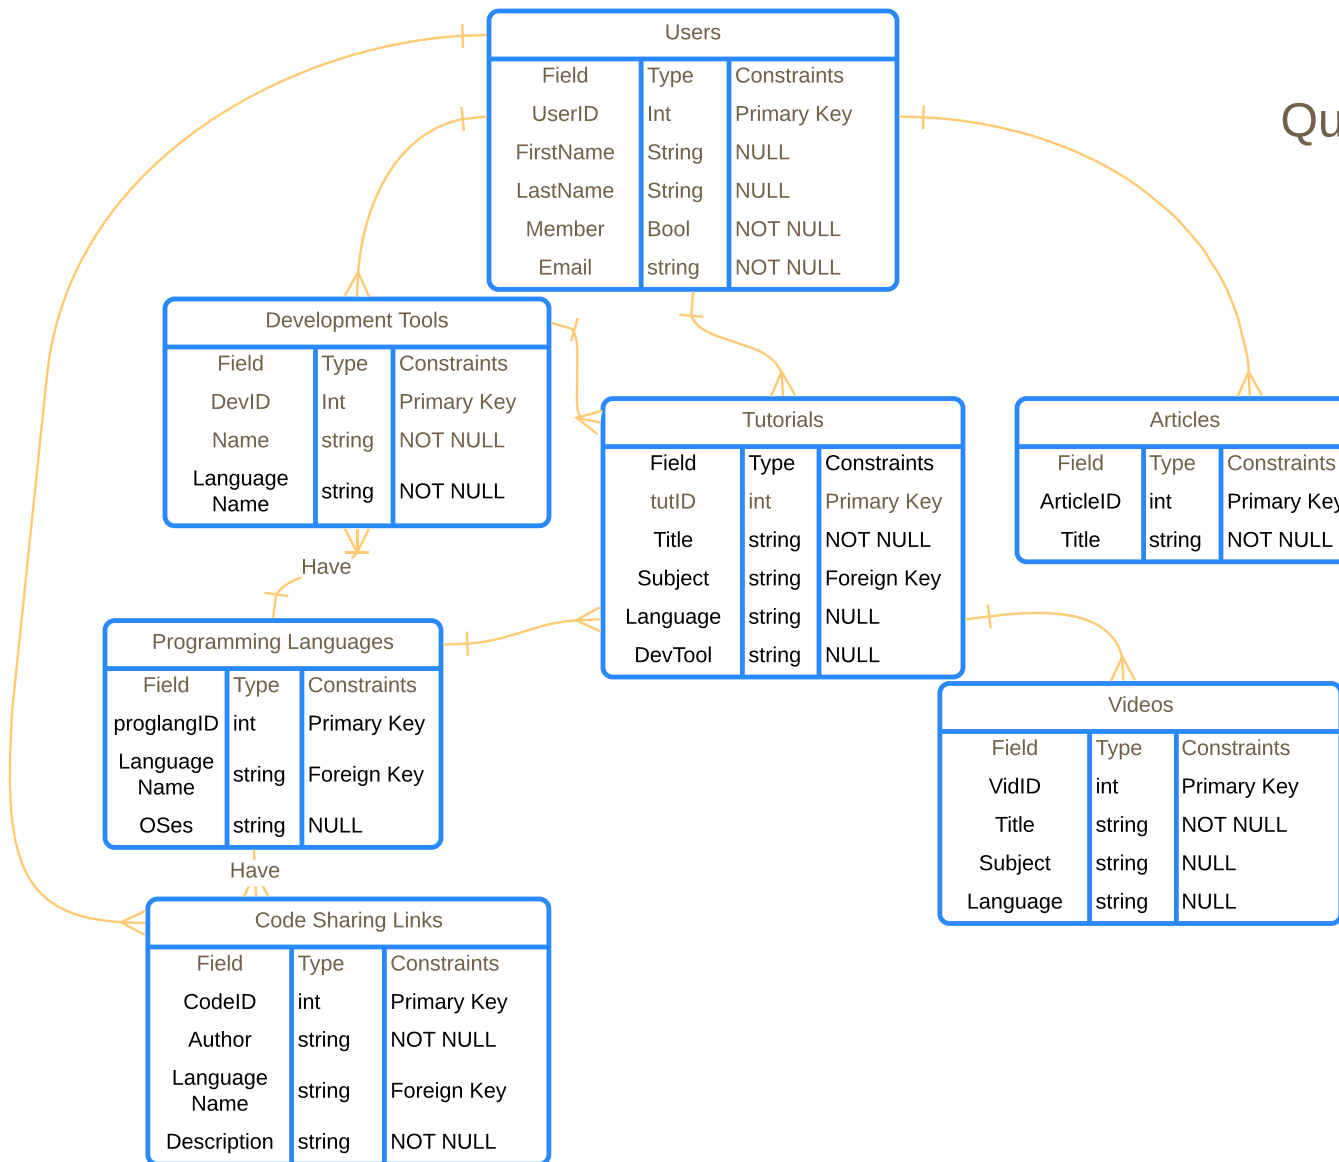 Users
Field Type Constraints
UserID Int Primary Key
FirstName String NULL
LastName String NULL
Member Bool NOT NULL
Email string NOT NULL
Qu
Development Tools
Field Type Constraints
DevID Int Primary Key
Name string NOT NULL
Language
Name string NOT NULL
Have
Tutorials
Field Type Constraints
tutID int Primary Key
Title string NOT NULL
Subject string Foreign Key
Language string NULL
DevTool string NULL
Articles
Field Type Constraints
ArticleID int Primary Key
Title string NOT NULL
Programming Languages
Field Type Constraints
proglangID int Primary Key
Language
Name string Foreign Key
OSes string NULL
Have
Videos
Field Type Constraints
VidID int Primary Key
Title string NOT NULL
Subject string NULL
Language string NULL
Code Sharing Links
Field Type Constraints
CodeID int Primary Key
Author string NOT NULL
Language
Name string Foreign Key
Description string NOT NULL